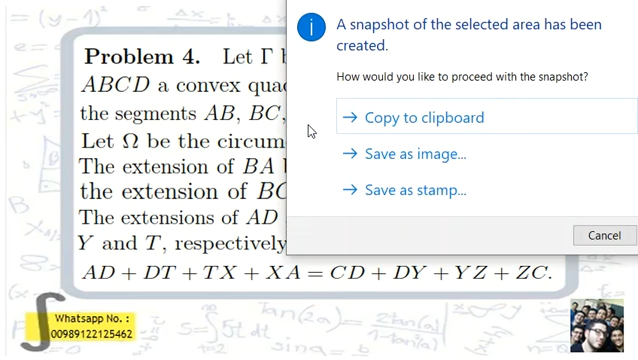 Problem 4. Let Γ b
ABCD a convex quad
the segments AB, BC,
Let Ω be the circum
The extension of BA b
the extension of BC
The extensions of AD
Y and T, respectively
AD + DT + TX + XA = CD + DY + YZ + ZC.
A snapshot of the selected area has been
created.
How would you like to proceed with the snapshot?
→ Copy to clipboard
→ Save as image...
→ Save as stamp...
Cancel
Whatsapp No. :
00989122125462